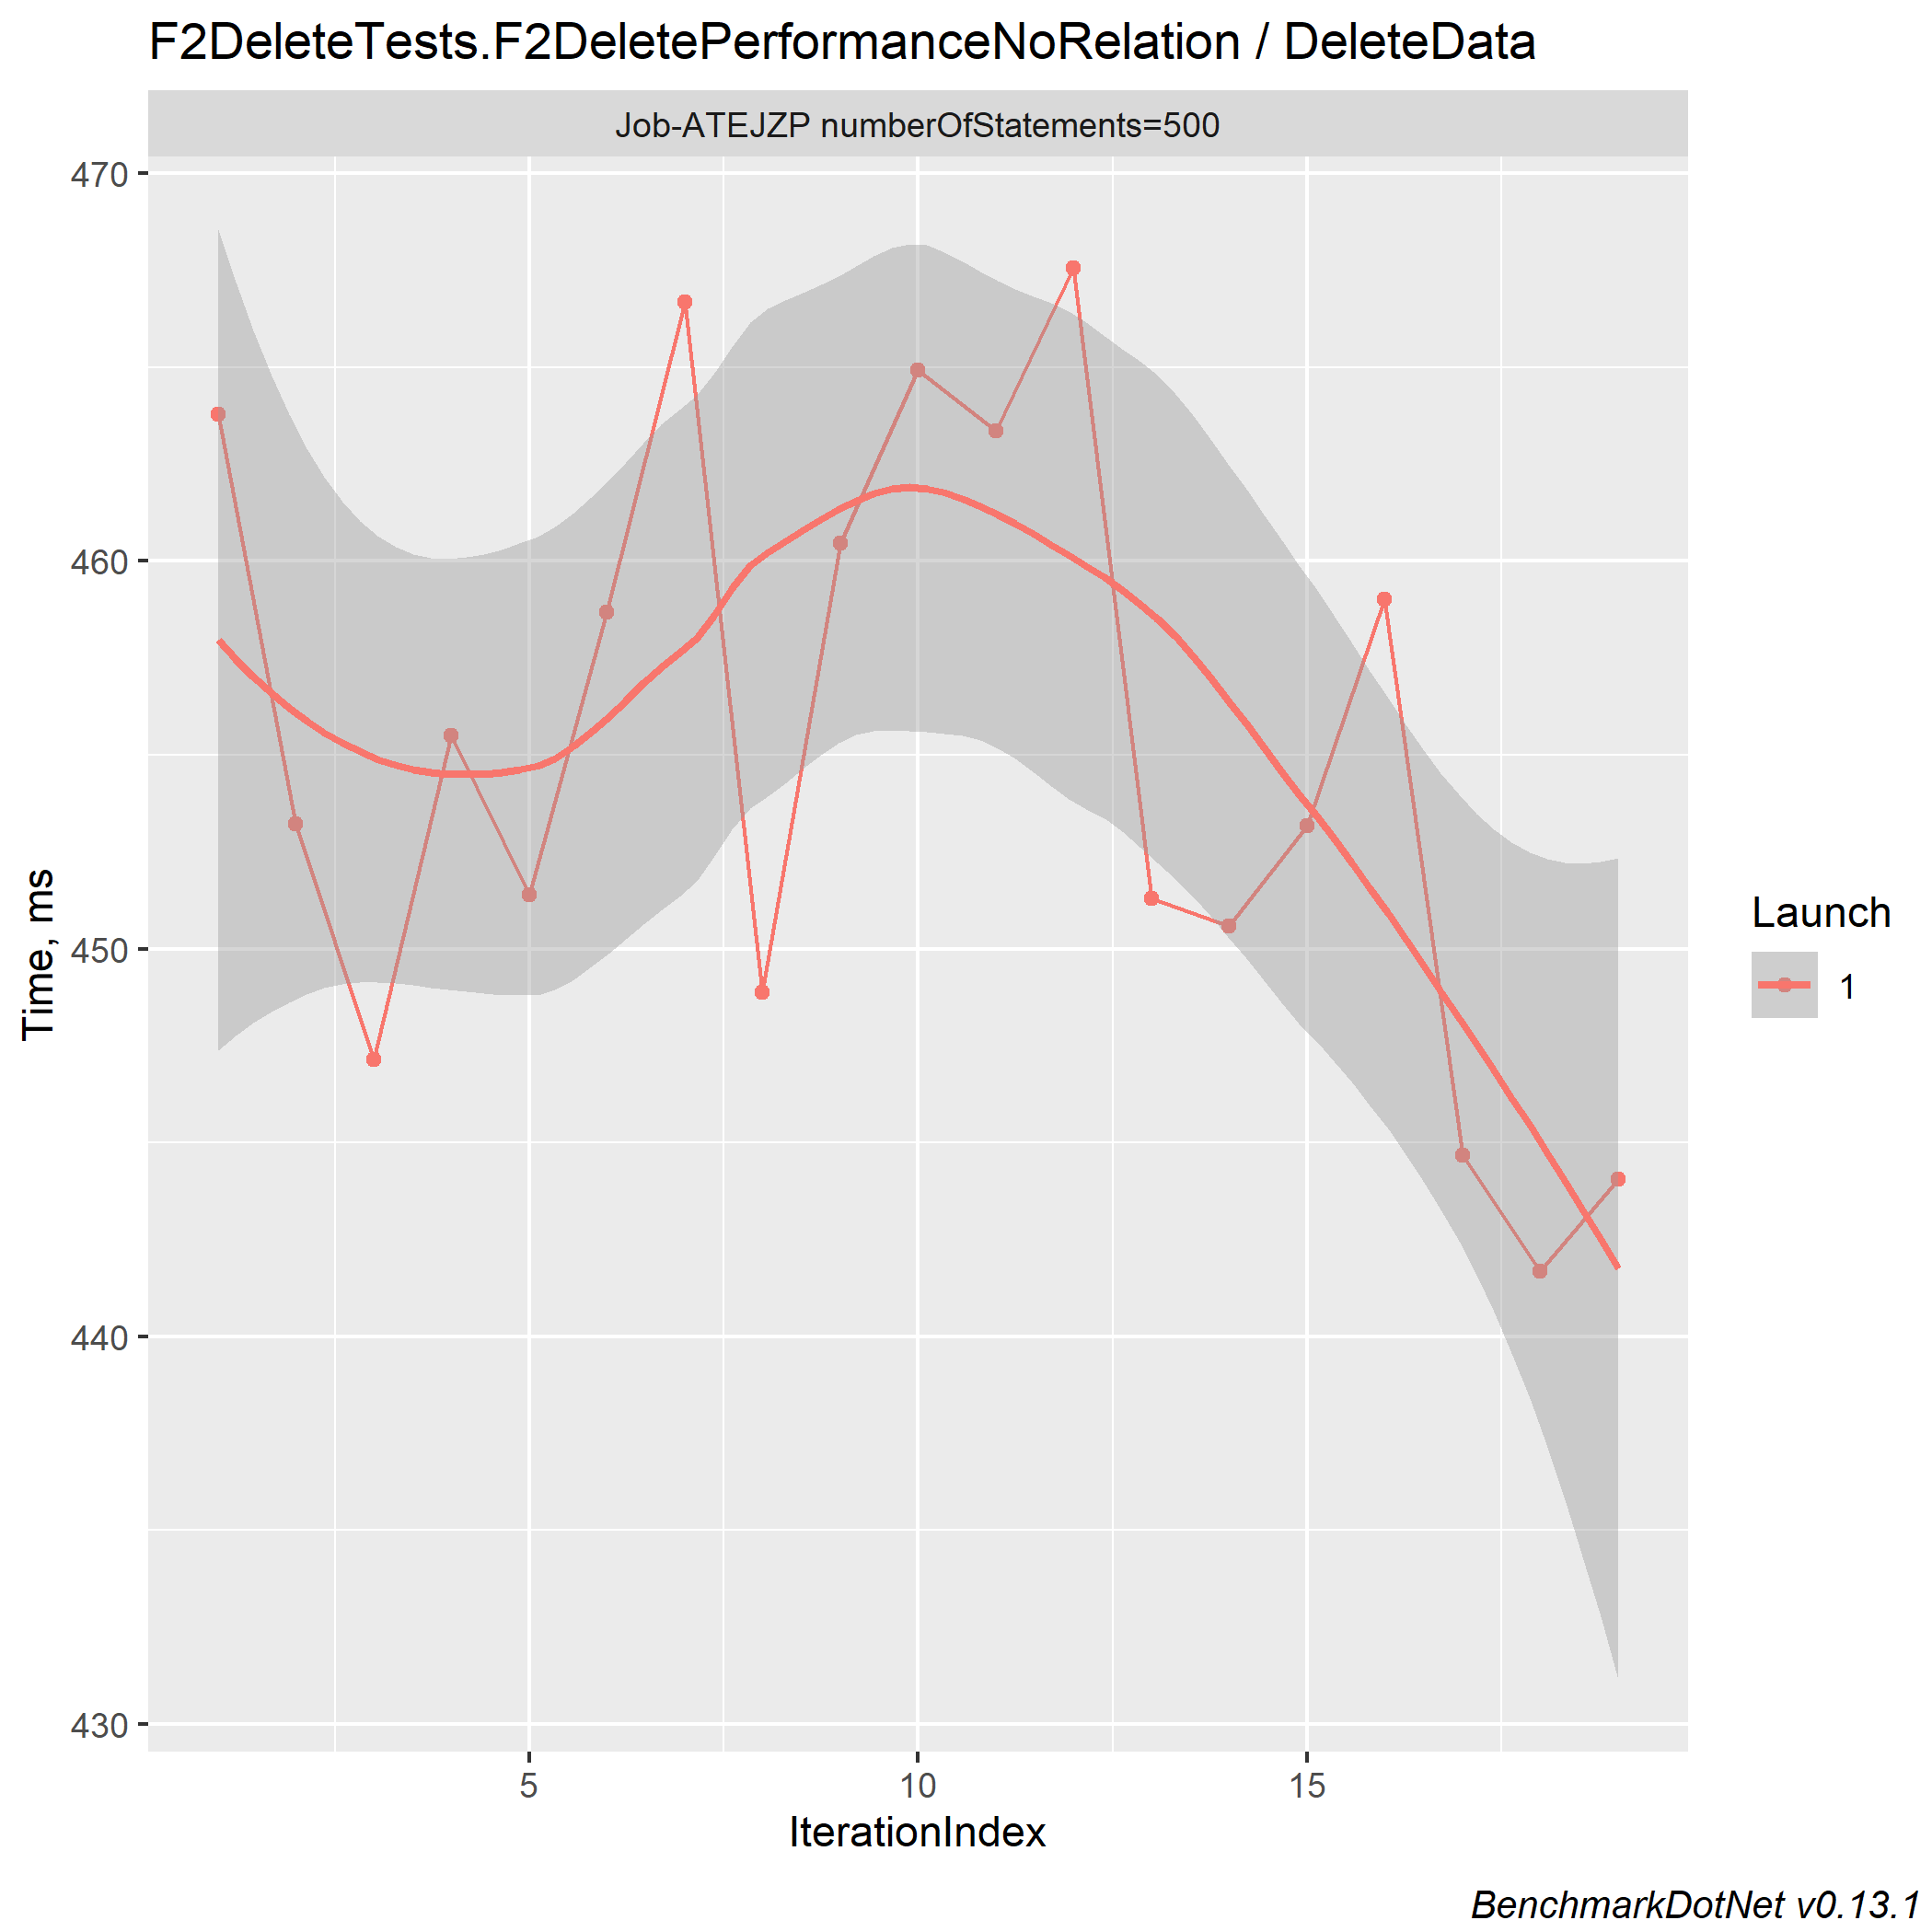 F2DeleteTests.F2DeletePerformanceNoRelation / DeleteData
Job-ATEJZP numberOfStatements=500
470
460
450
440
430
Time, ms
5
10
15
IterationIndex
Launch
1
BenchmarkDotNet v0.13.1